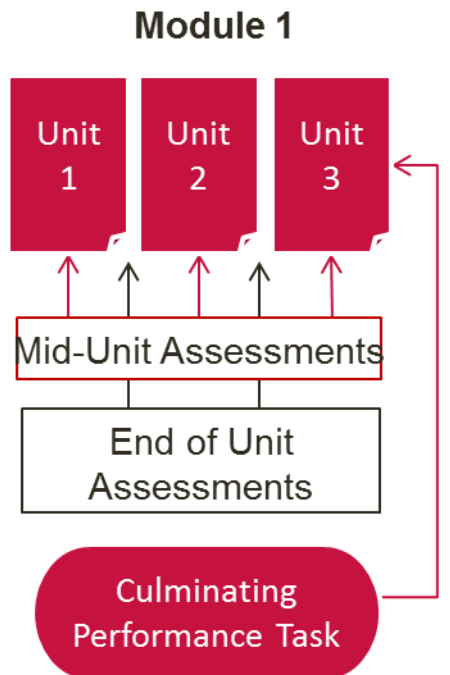 Module 1
Unit
1
Unit
2
Unit
3
Mid-Unit Assessments
End of Unit
Assessments
Culminating
Performance Task